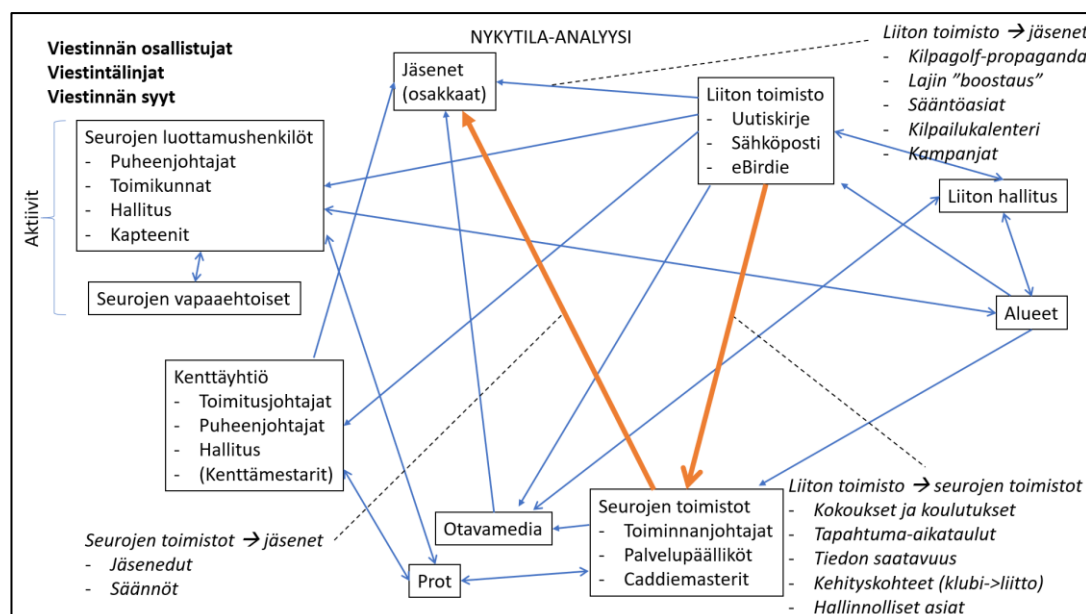 NYKYTILA-ANALYYSI
Viestinnän osallistujat
Viestintälinjat
Viestinnän syyt
Aktiivit
Seurojen luottamushenkilöt
- Puheenjohtajat
- Toimikunnat
- Hallitus
- Kapteenit
Seurojen vapaaehtoiset
Jäsenet
(osakkaat)
Liiton toimisto
- Uutiskirje
- Sähköposti
- eBirdie
Liiton toimisto → jäsenet
- Kilpagolf-propaganda
- Lajin ”boostaus”
- Sääntöasiat
- Kilpailukalenteri
- Kampanjat
Liiton hallitus
Alueet
Kenttäyhtiö
- Toimitusjohtajat
- Puheenjohtajat
- Hallitus
- (Kenttämestarit)
Seurojen toimistot → jäsenet
- Jäsenedut
- Säännöt
Otavamedia
Prot
Seurojen toimistot
- Toiminnanjohtajat
- Palvelupäälliköt
- Caddiemasterit
Liiton toimisto → seurojen toimistot
- Kokoukset ja koulutukset
- Tapahtuma-aikataulut
- Tiedon saatavuus
- Kehityskohteet (klubi->liitto)
- Hallinnolliset asiat